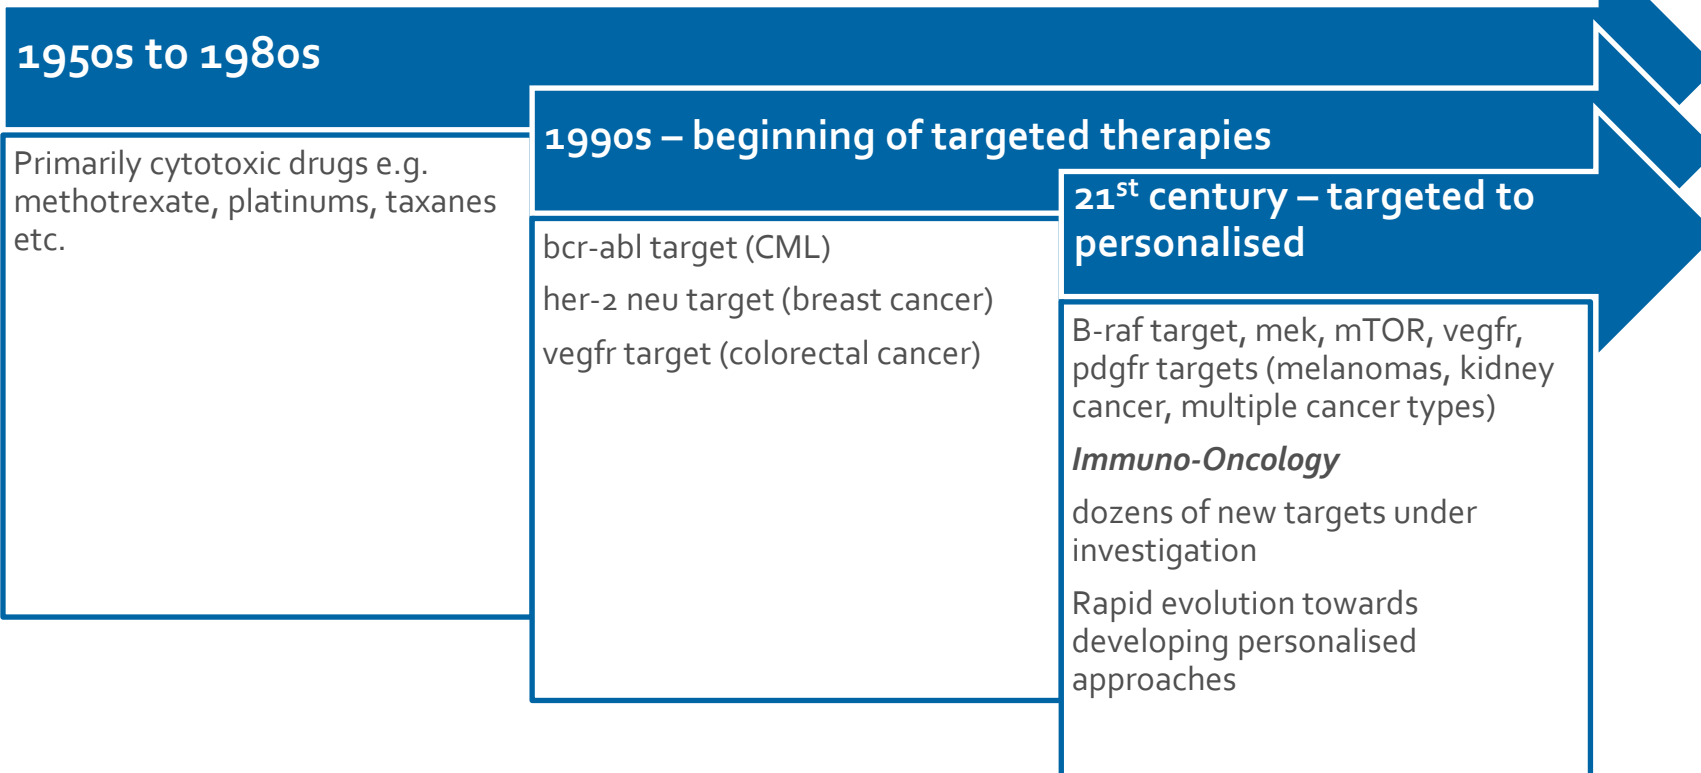 1950s to 1980s
Primarily cytotoxic drugs e.g.
methotrexate, platinums, taxanes
etc.
1990s – beginning of targeted therapies
bcr-abl target (CML)
her-2 neu target (breast cancer)
vegfr target (colorectal cancer)
21st century – targeted to
personalised
B-raf target, mek, mTOR, vegfr,
pdgfr targets (melanomas, kidney
cancer, multiple cancer types)
Immuno-Oncology
dozens of new targets under
investigation
Rapid evolution towards
developing personalised
approaches